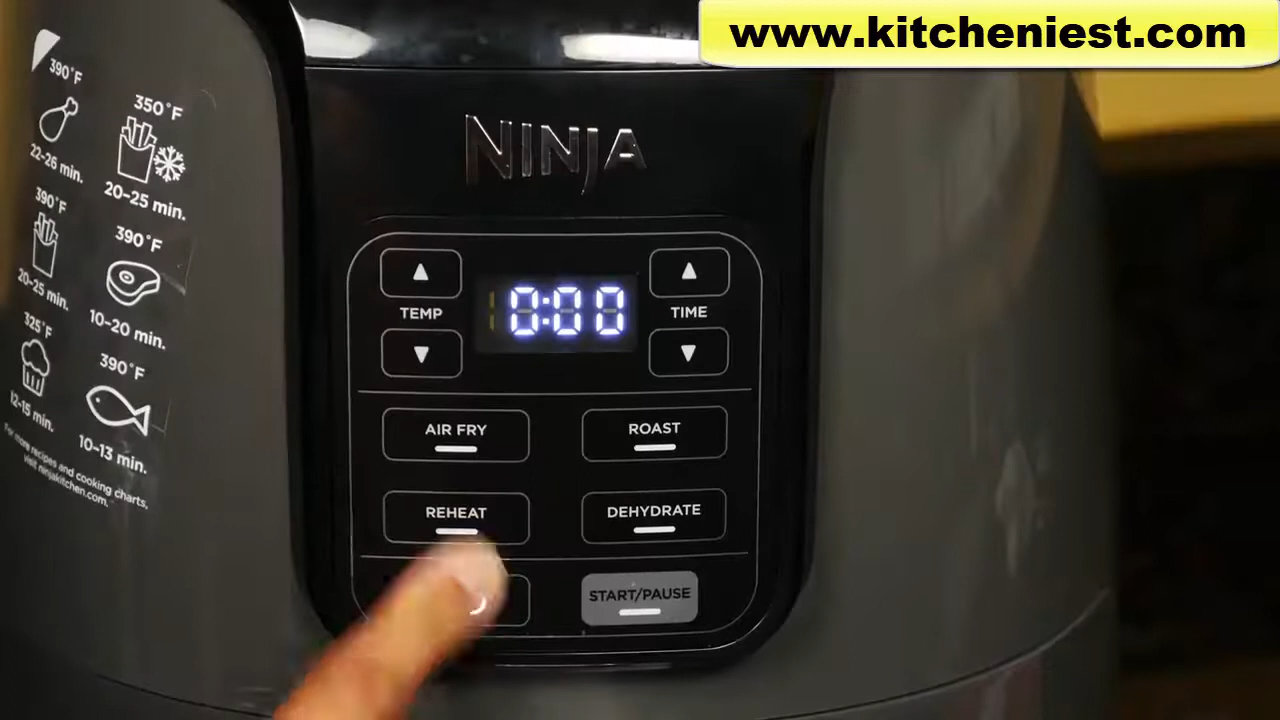 www.kitcheniest.com
NINJA
390°F
22-26 min.
350°F
20-25 min.
390°F
20-25 min.
390°F
10-20 min.
325°F
12-15 min.
390°F
10-13 min.
For more recipes and cooking charts,
visit ninjakitchen.com.
TEMP
0:00
TIME
AIR FRY
ROAST
REHEAT
DEHYDRATE
START/PAUSE